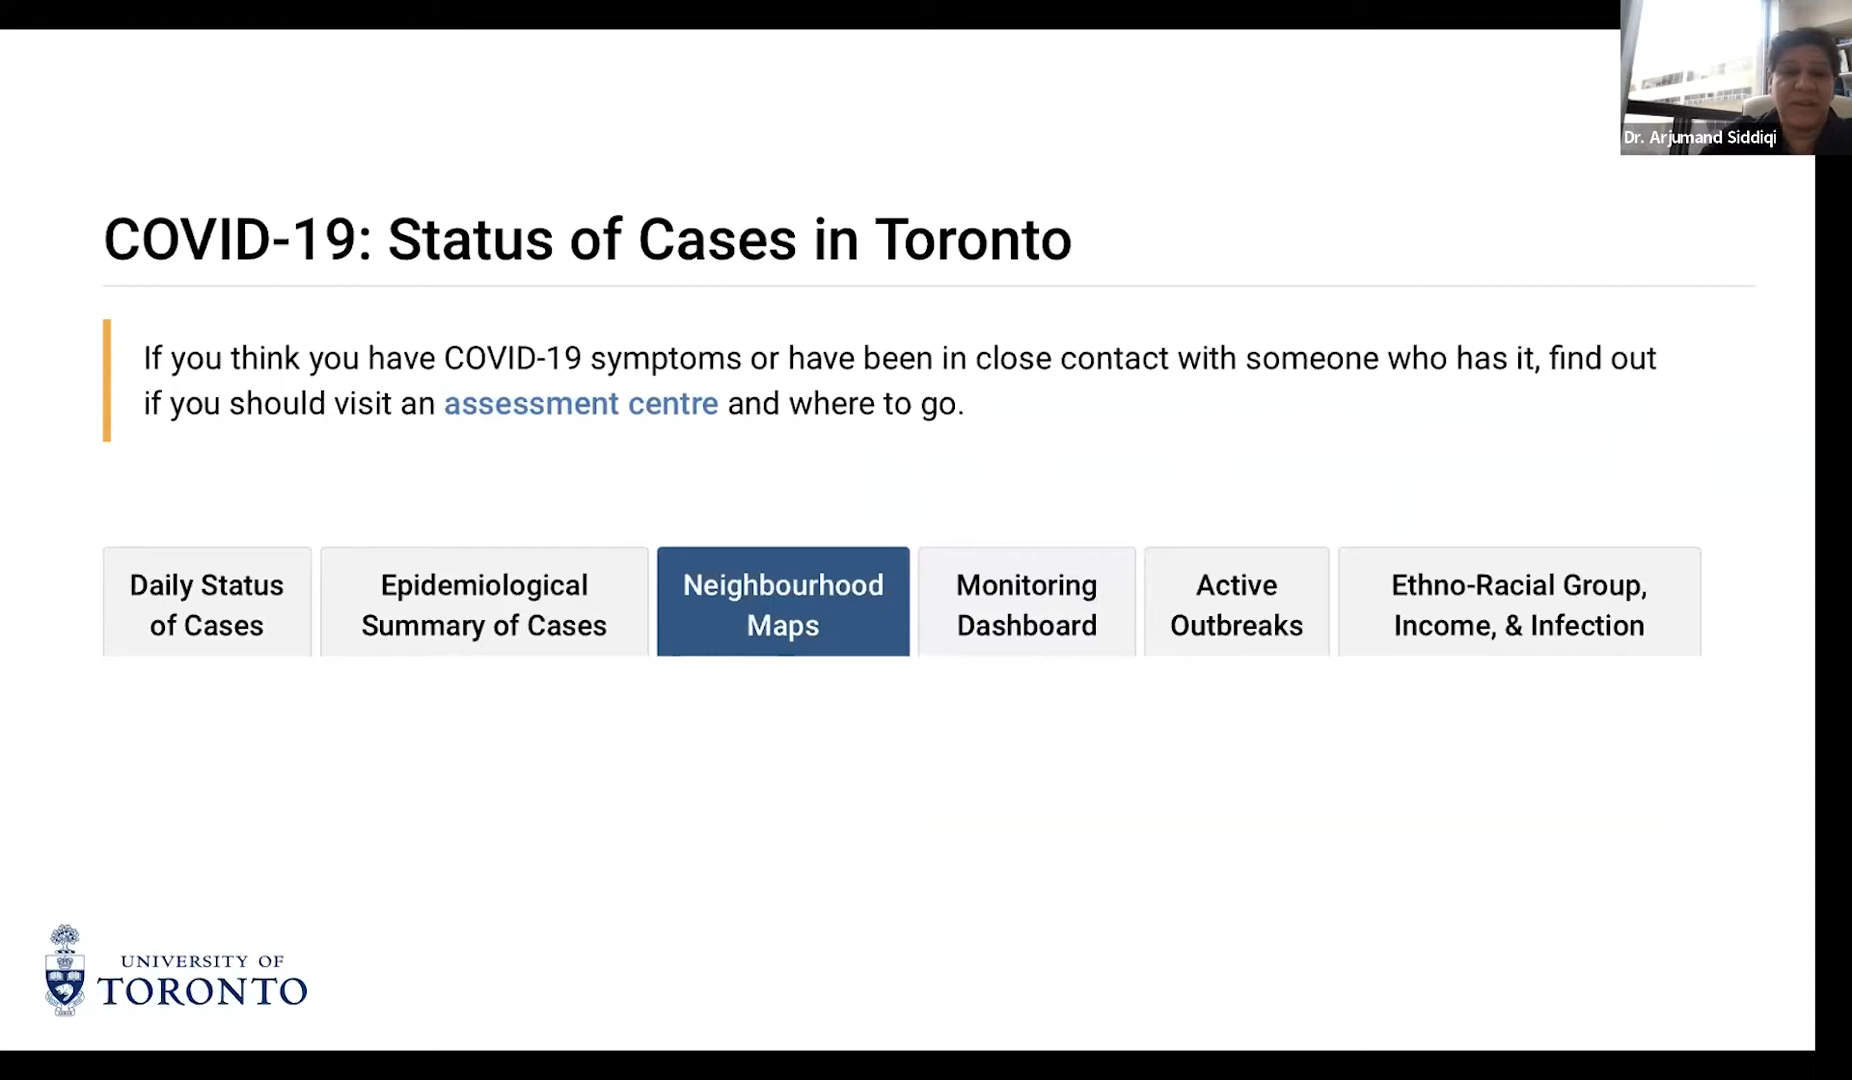 Dr. Arjumand Siddiqi
COVID-19: Status of Cases in Toronto
If you think you have COVID-19 symptoms or have been in close contact with someone who has it, find out
if you should visit an assessment centre and where to go.
Daily Status
of Cases
Epidemiological
Summary of Cases
Neighbourhood
Maps
Monitoring
Dashboard
Active
Outbreaks
Ethno-Racial Group,
Income, & Infection
UNIVERSITY OF
TORONTO